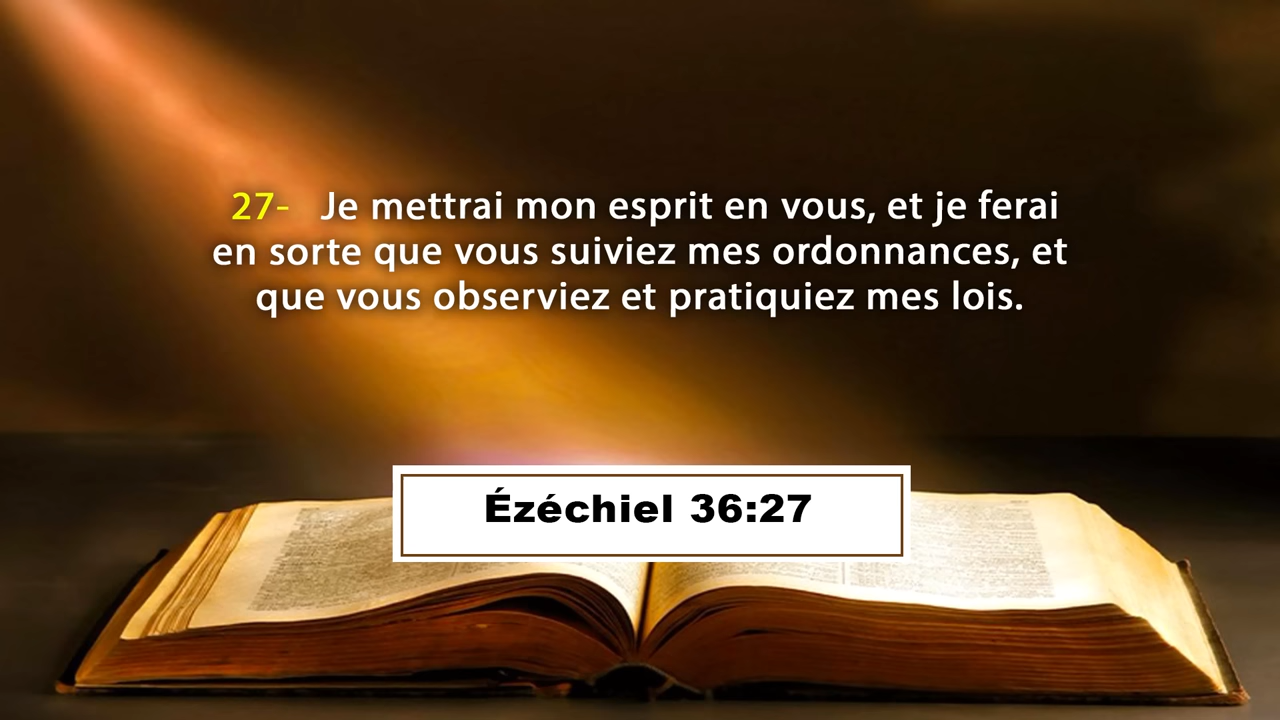 27- Je mettrai mon esprit en vous, et je ferai
en sorte que vous suiviez mes ordonnances, et
que vous observiez et pratiquiez mes lois.
Ézéchiel 36:27